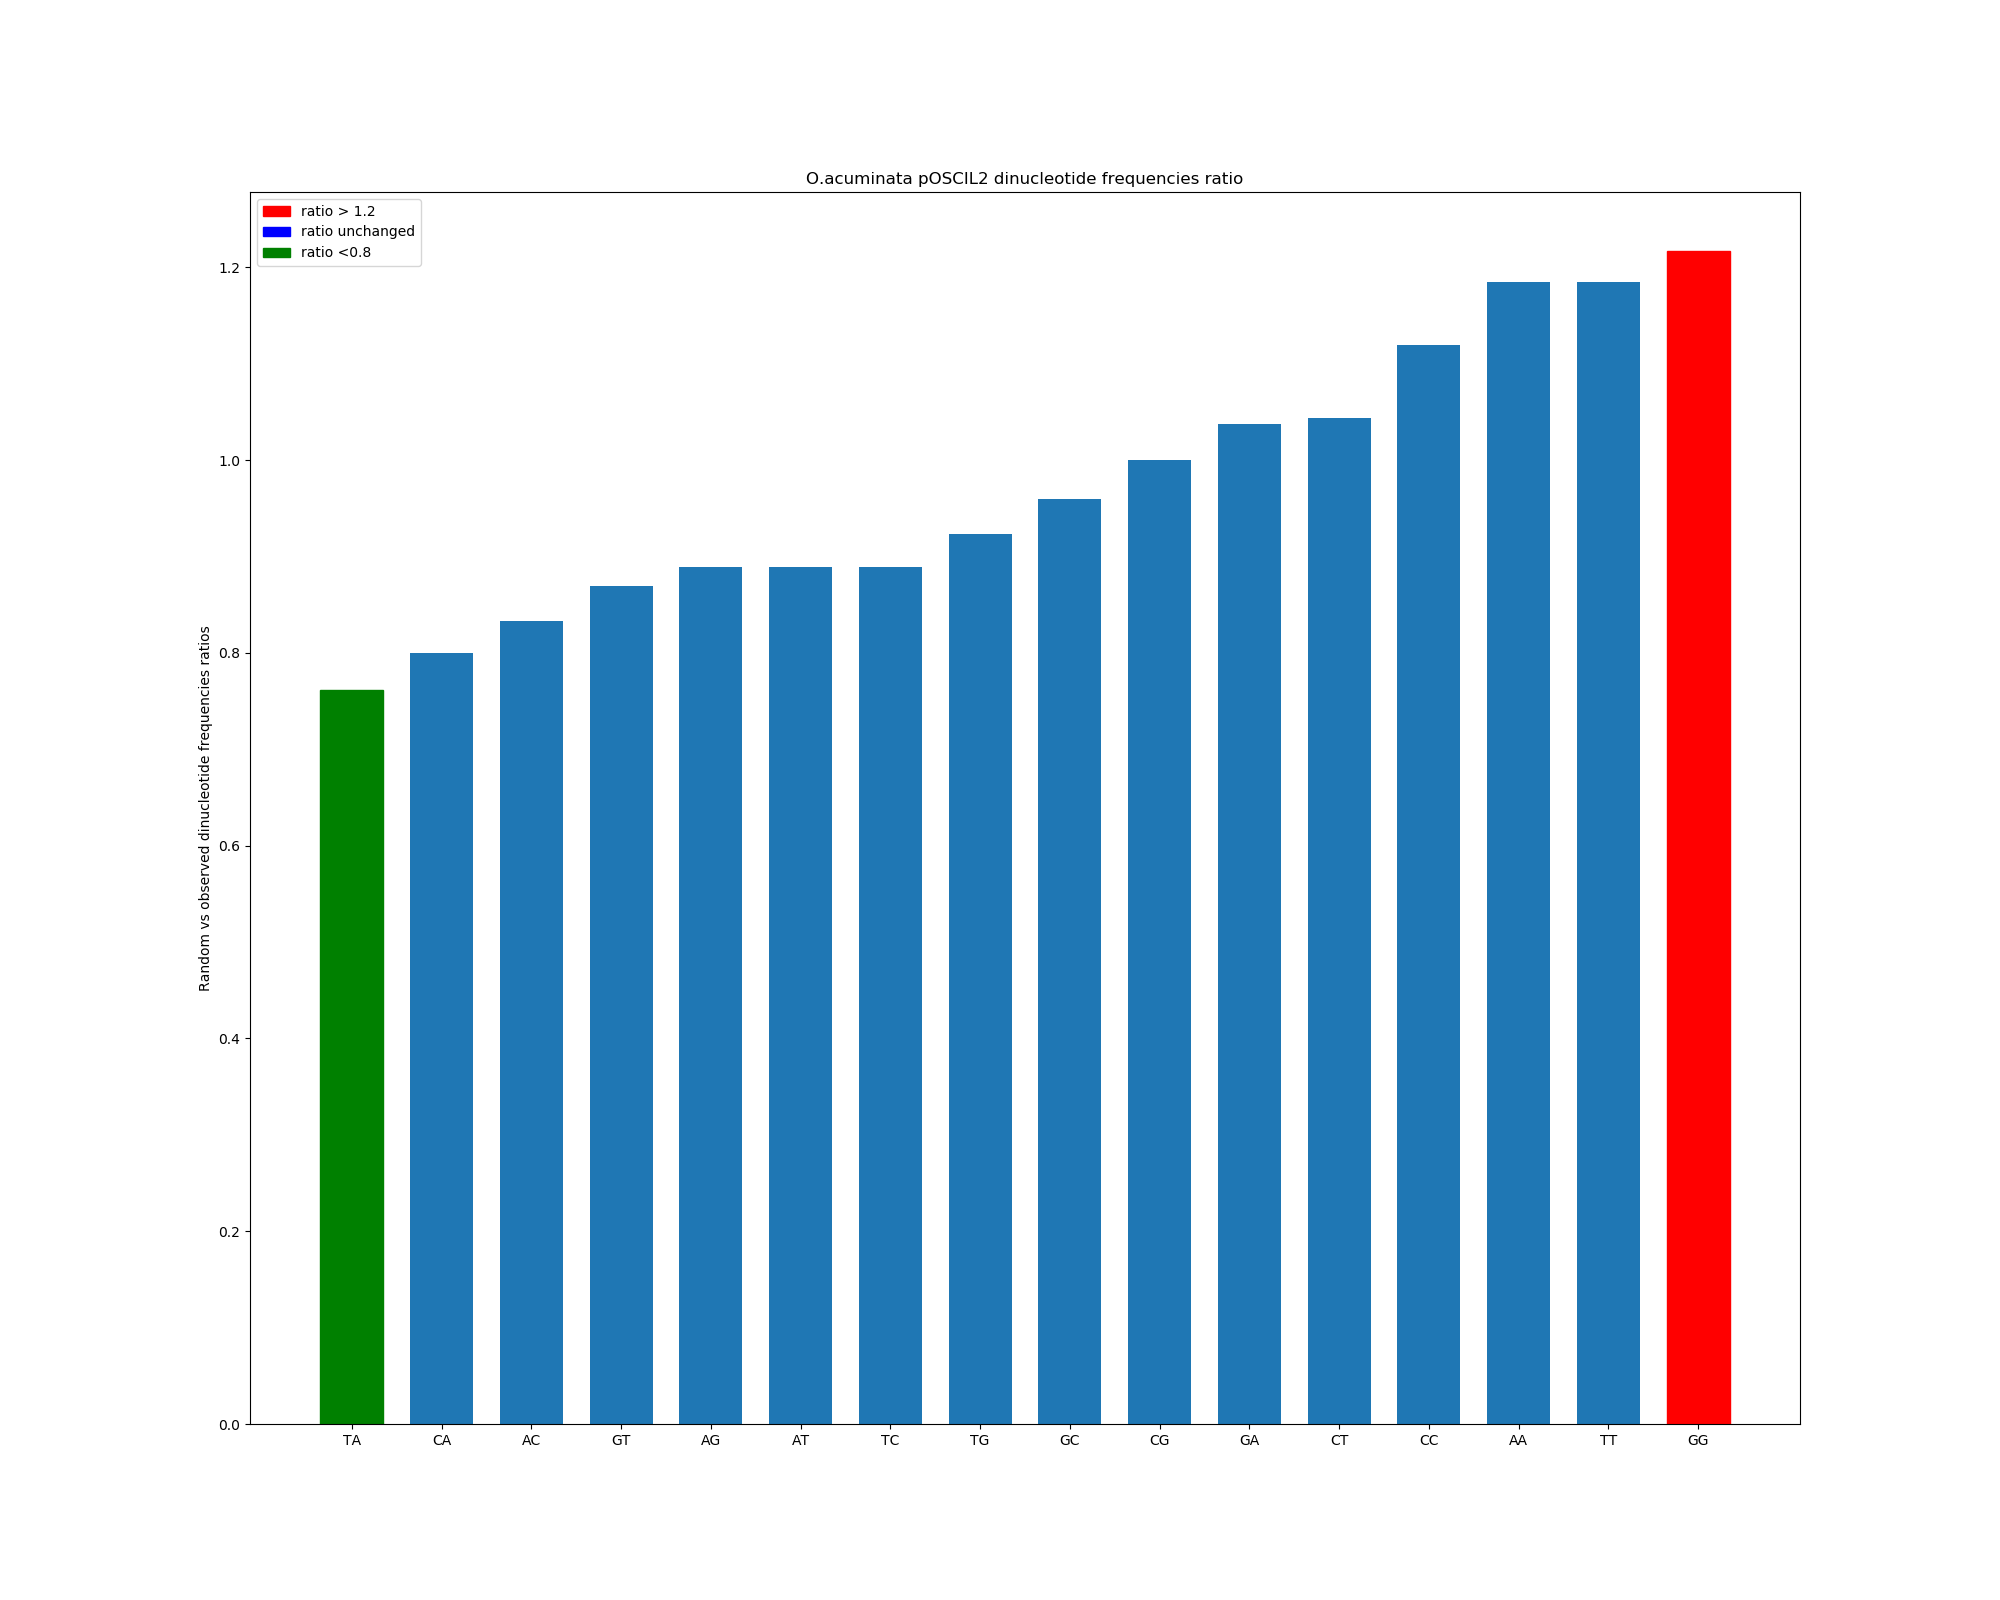 O.acuminata pOSCIL2 dinucleotide frequencies ratio
ratio > 1.2
ratio unchanged
ratio <0.8
Random vs observed dinucleotide frequencies ratios
1.2
1.0
0.8
0.6
0.4
0.2
0.0
TA CA AC GT AG AT TC TG GC CG GA CT CC AA TT GG